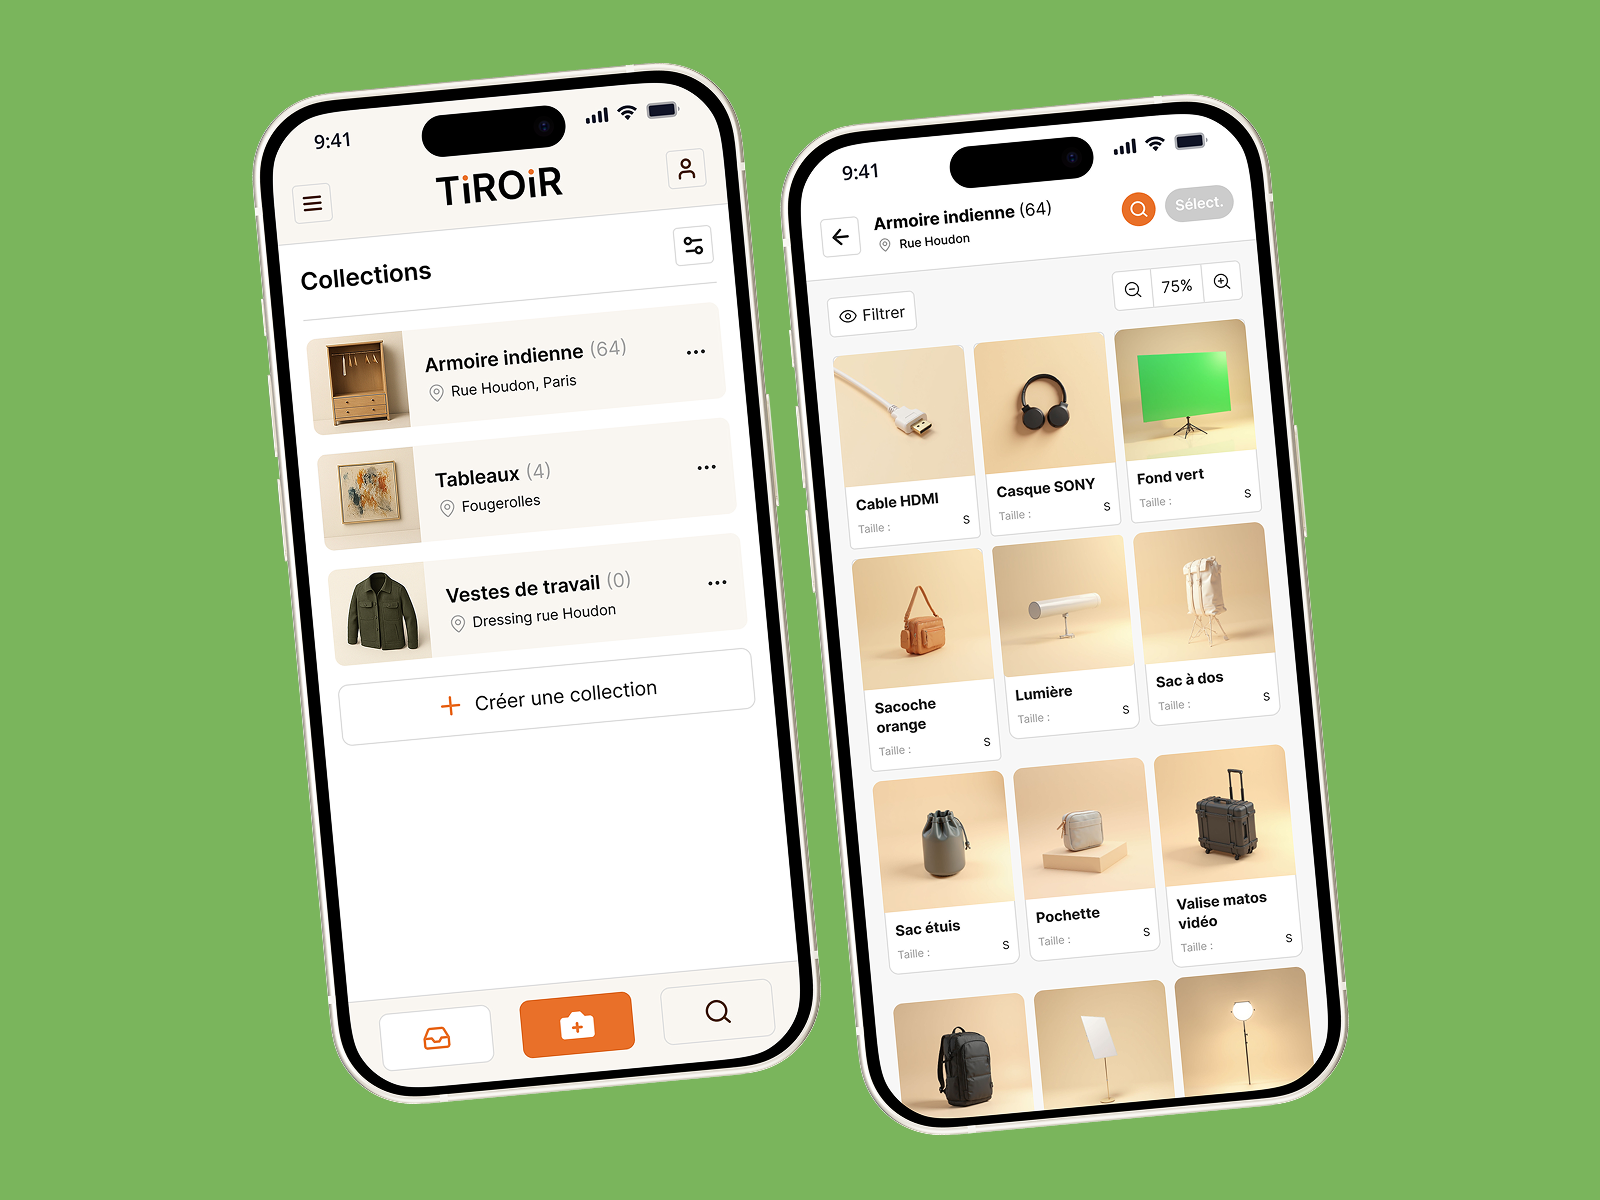 9:41
TiROiR
Collections
Armoire indienne (64)
Rue Houdon, Paris
Tableaux (4)
Fougerolles
Vestes de travail (0)
Dressing rue Houdon
Créer une collection
9:41
Armoire indienne (64)
Rue Houdon
Sélect.
Filtrer
75%
Cable HDMI
Taille : S
Casque SONY
Taille : S
Fond vert
Taille : S
Sacoche
orange
Taille : S
Lumière
Taille : S
Sac à dos
Taille : S
Sac étuis
Taille : S
Pochette
Taille : S
Valise matos
vidéo
Taille : S